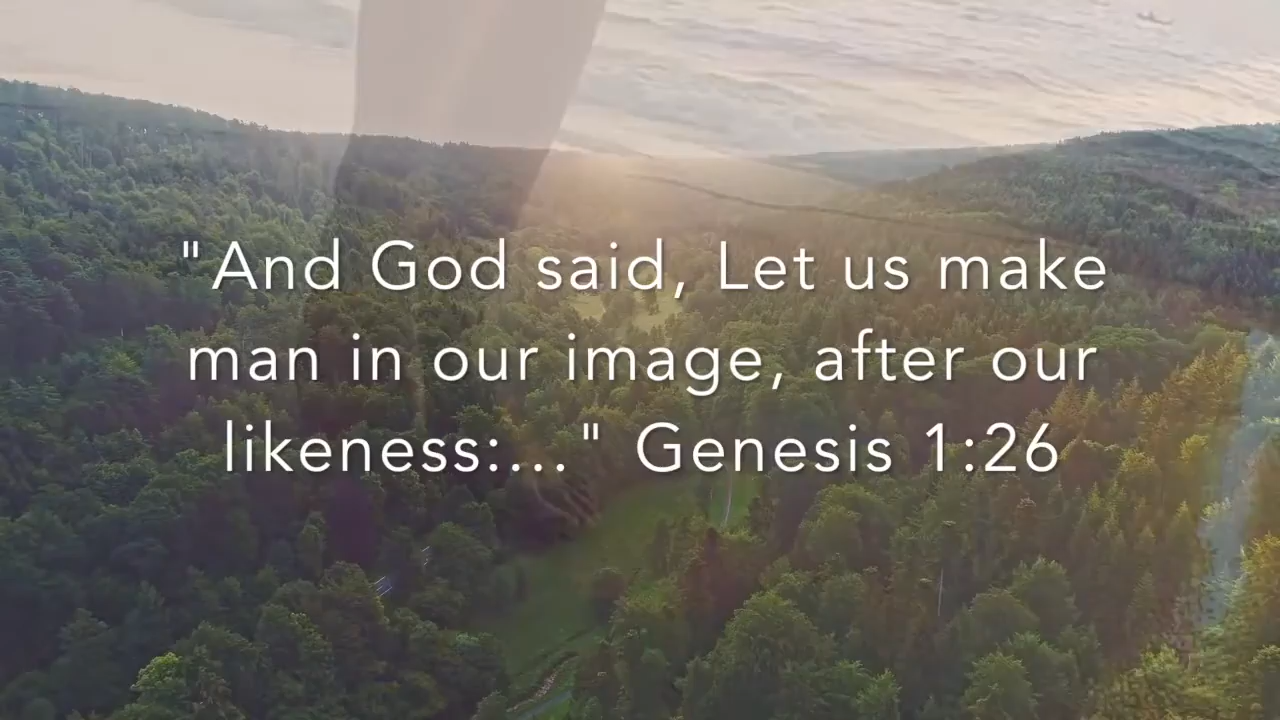 "And God said, Let us make
man in our image, after our
likeness:..." Genesis 1:26